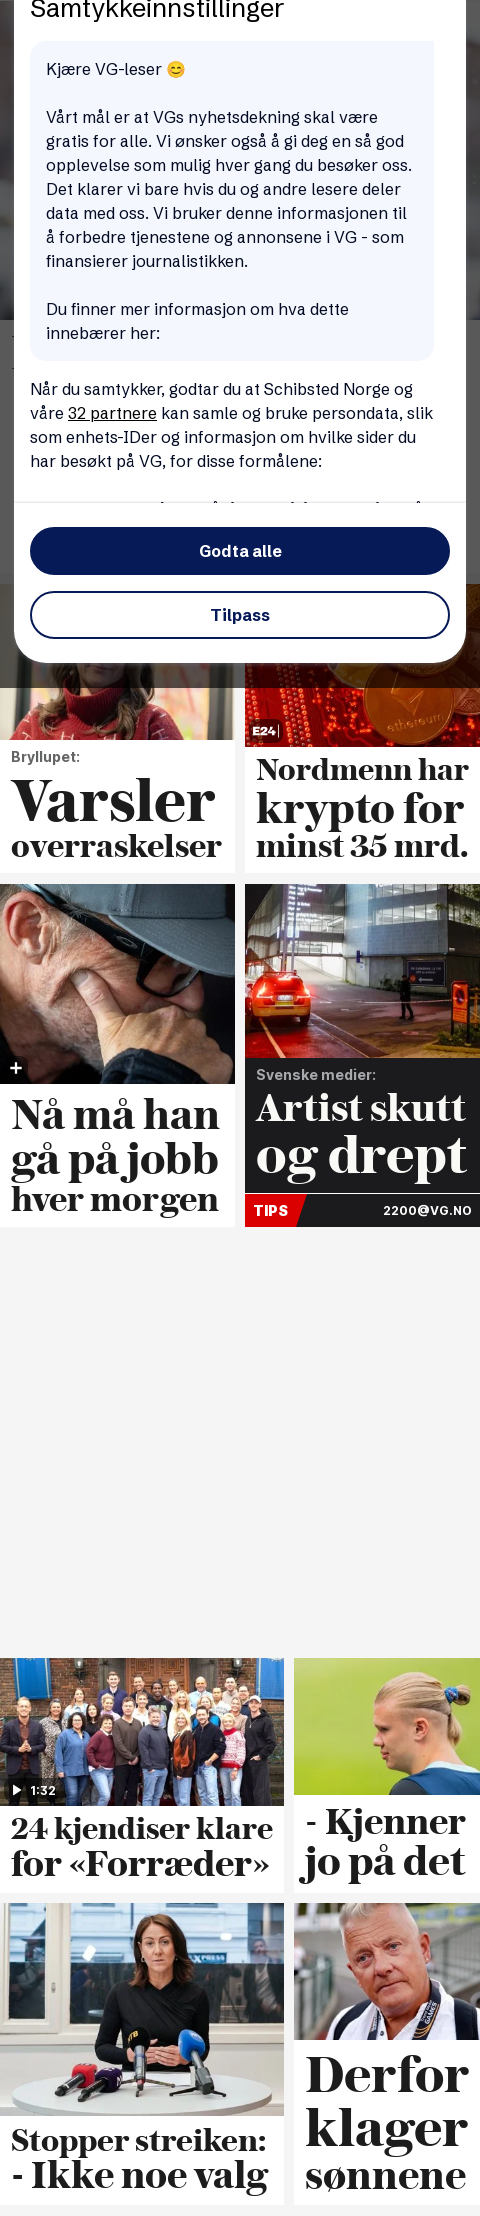 Samtykkeinnstillinger
Kjære VG-leser 😊
Vårt mål er at VGs nyhetsdekning skal være
gratis for alle. Vi ønsker også å gi deg en så god
opplevelse som mulig hver gang du besøker oss.
Det klarer vi bare hvis du og andre lesere deler
data med oss. Vi bruker denne informasjonen til
å forbedre tjenestene og annonsene i VG - som
finansierer journalistikken.
Du finner mer informasjon om hva dette
innebærer her:
Når du samtykker, godtar du at Schibsted Norge og
våre 32 partnere kan samle og bruke persondata, slik
som enhets-IDer og informasjon om hvilke sider du
har besøkt på VG, for disse formålene:
Godta alle
Tilpass
Bryllupet:
Varsler
overraskelser
ethereum
E24
Nordmenn har
krypto for
minst 35 mrd.
+
Nå må han
gå på jobb
hver morgen
Svenske medier:
Artist skutt
og drept
TIPS
2200@VG.NO
1:32
24 kjendiser klare
for «Forræder»
- Kjenner
jo på det
XPRESS
NTB
Stopper streiken:
- Ikke noe valg
GAMES
Derfor
klager
sønnene